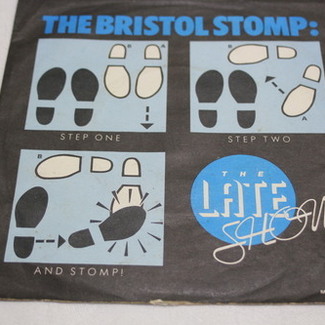 THE BRISTOL STOMP:
B A
STEP ONE
B
A
STEP TWO
B
AND STOMP!
THE
LATE
SHOW